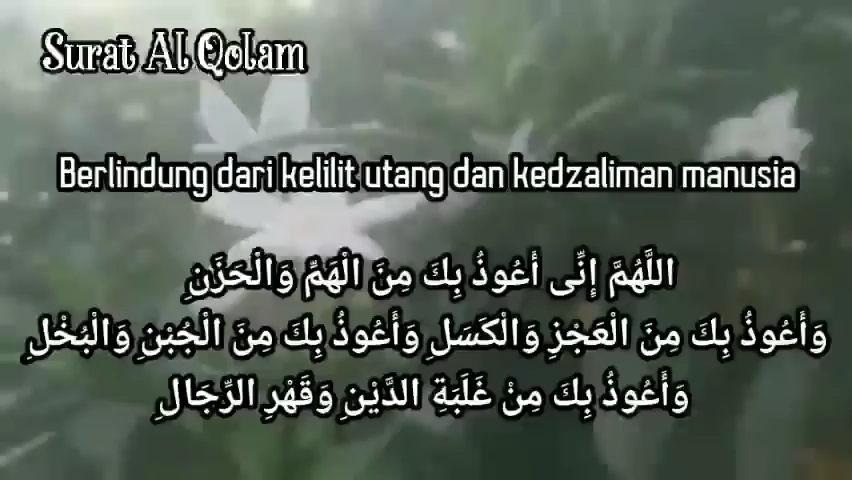 Surat Al Qolam
Berlindung dari kelilit utang dan kedzaliman manusia
اللَّهُمَّ إِنِّى أَعُوذُ بِكَ مِنَ الْهَمِّ وَالْحَزَنِ
وَأَعُوذُ بِكَ مِنَ الْعَجْزِ وَالْكَسَلِ وَأَعُوذُ بِكَ مِنَ الْجُبْنِ وَالْبُخْلِ
وَأَعُوذُ بِكَ مِنْ غَلَبَةِ الدَّيْنِ وَقَهْرِ الرِّجَالِ